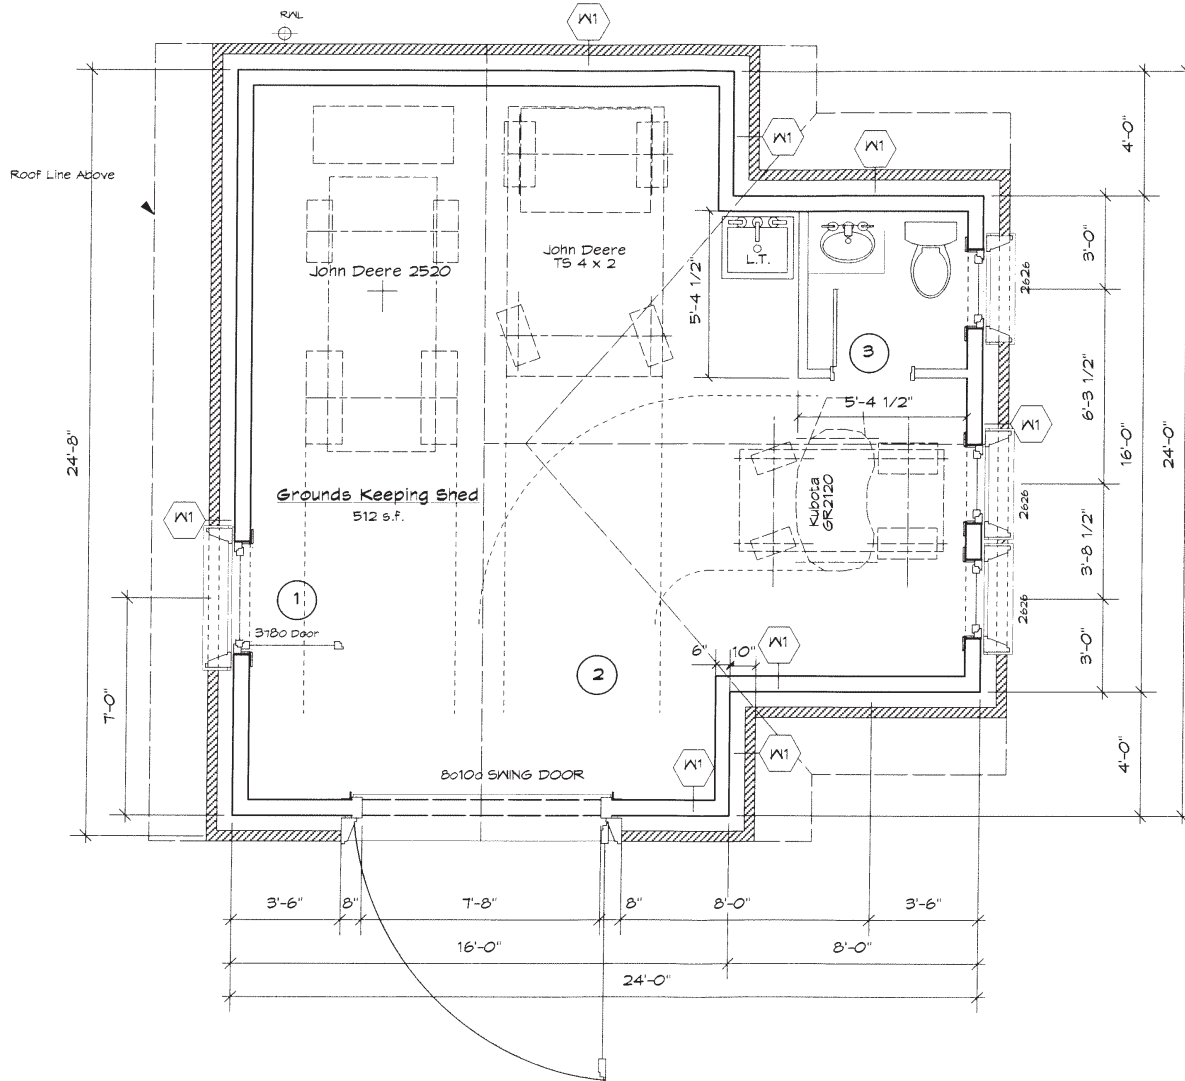 RWL
W1
4'-0"
W1
W1
Roof Line Above
John Deere
TS 4 x 2
John Deere 2520
L.T.
5'-4 1/2"
2626
3'-0"
3
6'-3 1/2"
5'-4 1/2"
W1
24'-8"
16'-0"
24'-0"
Grounds Keeping Shed
512 s.f.
Kubota
GR2120
W1
2626
3'-8 1/2"
1
3780 Door
2626
3'-0"
6"
10"
W1
2
7'-0"
W1
W1
4'-0"
80100 SWING DOOR
3'-6"
8"
7'-8"
8"
8'-0"
3'-6"
16'-0"
8'-0"
24'-0"